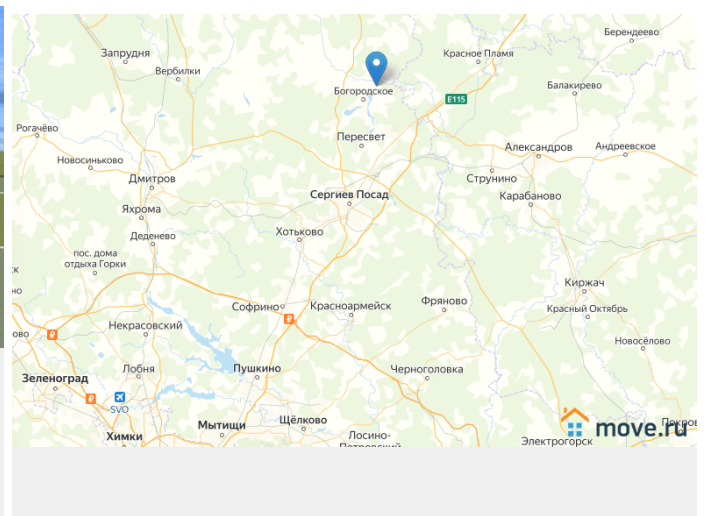 Берендеево
Запрудня
Красное Пламя
Вербилки
Балакирево
Богородское
E115
Рогачёво
Пересвет
Александров
Андреевское
Новосиньково
Дмитров
Струнино
Сергиев Посад
Карабаново
Яхрома
Деденево
Хотьково
пос. дома
отдыха Горки
Киржач
Софрино
Красноармейск
Фряново
Красный Октябрь
Некрасовский
Новосёлово
Лобня
Пушкино
Черноголовка
Зеленоград
SVO
Мытищи
Щёлково
Химки
Лосино-
Электрогорск
move.ru